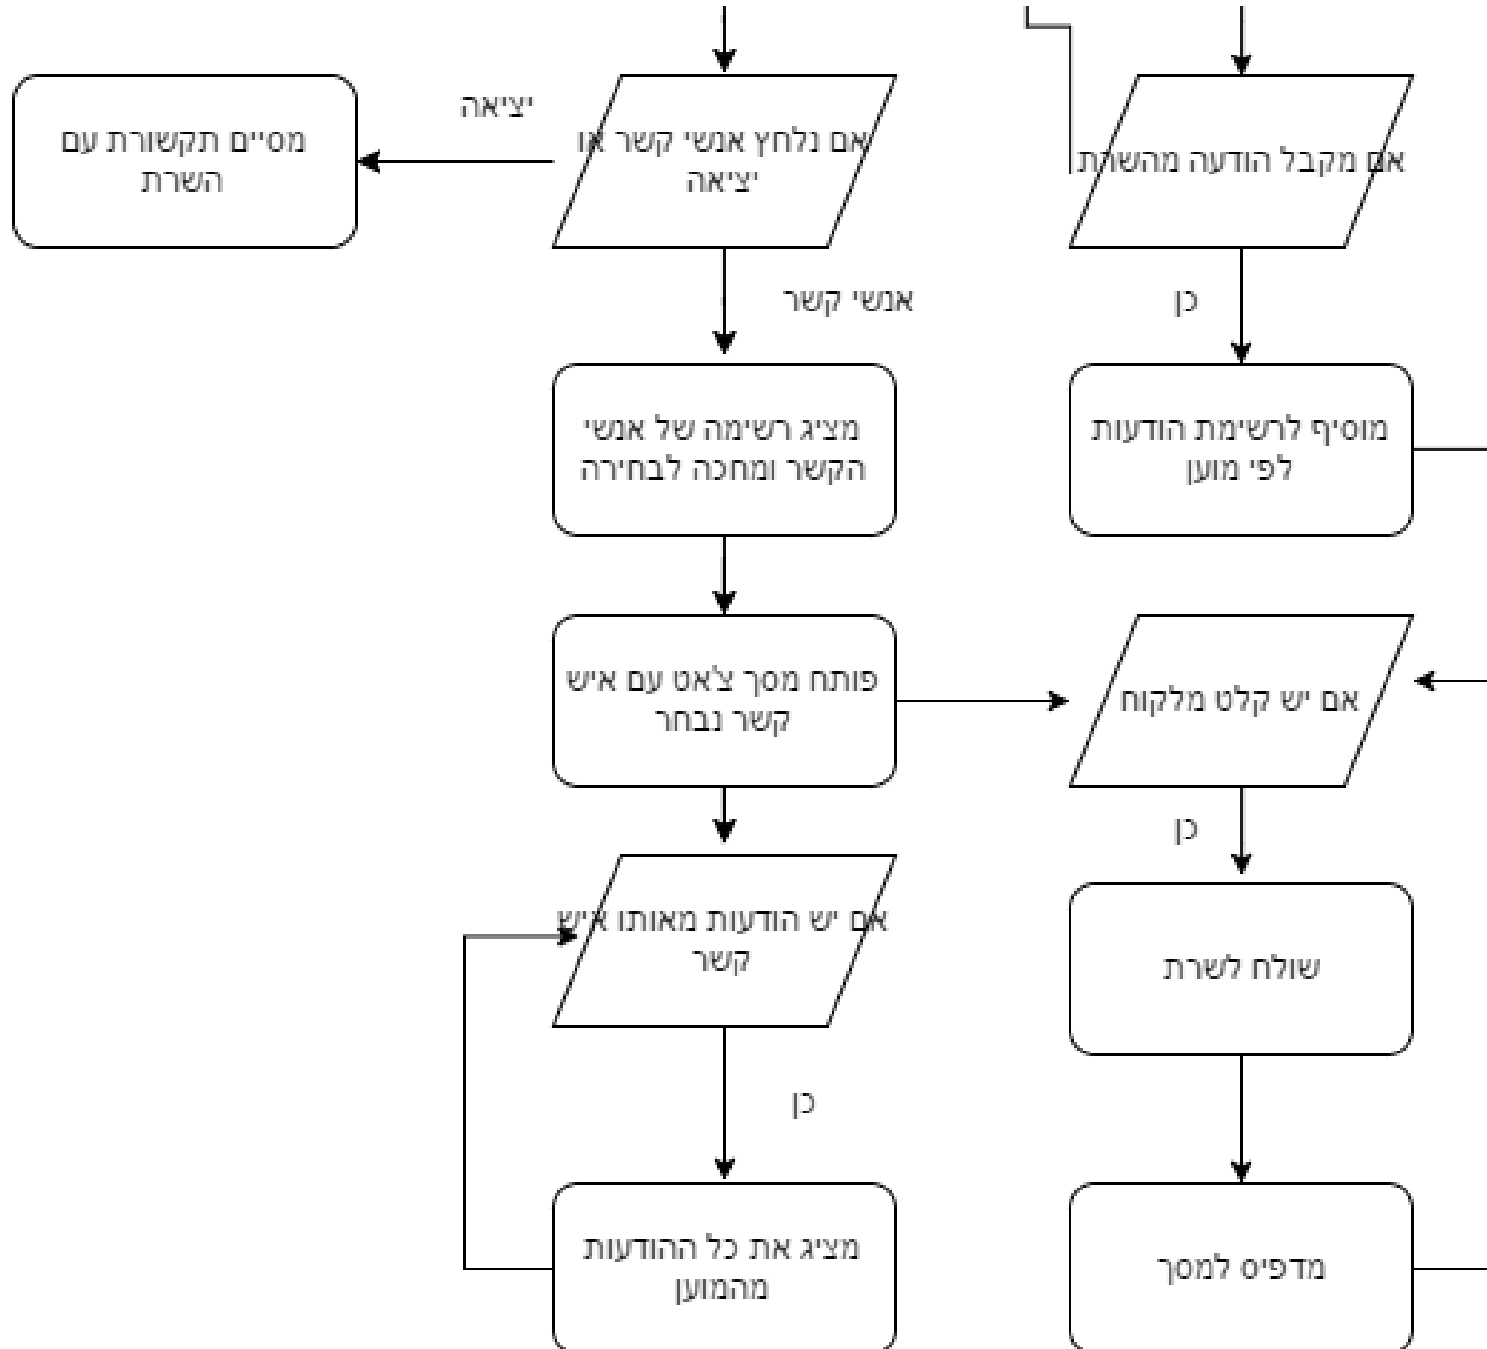 אם מקבל הודעה מהשרת
כן
מוסיף לרשימת הודעות
לפי מוען
אם נלחץ אנשי קשר או
יציאה
יציאה
מסיים תקשורת עם
השרת
אנשי קשר
מציג רשימה של אנשי
הקשר ומחכה לבחירה
פותח מסך צ'אט עם איש
קשר נבחר
אם יש קלט מלקוח
כן
שולח לשרת
מדפיס למסך
אם יש הודעות מאותו איש
קשר
כן
מציג את כל ההודעות
מהמוען